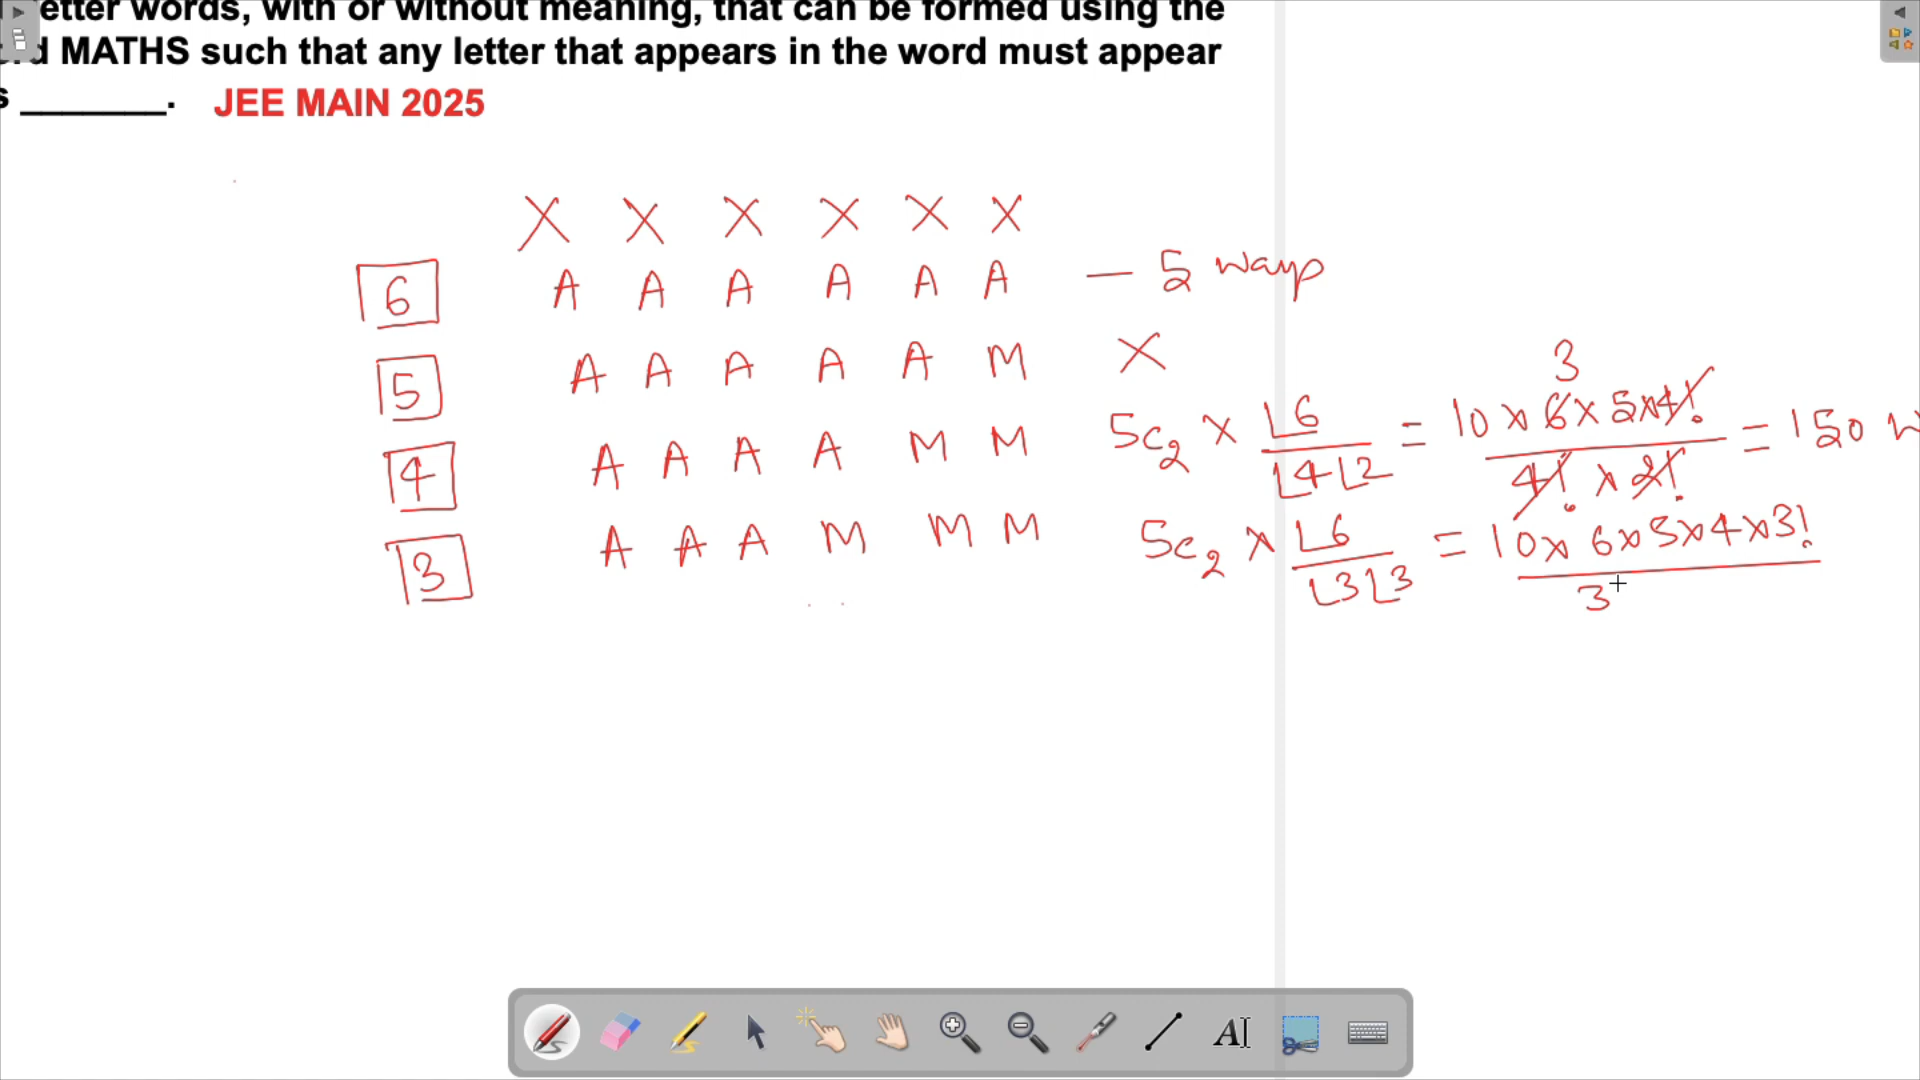 etter words, with or without meaning, that can be formed using the
d MATHS such that any letter that appears in the word must appear
s _______. JEE MAIN 2025
X X X X X X
6 A A A A A A — 5 ways
5 A A A A A M X
3
4 A A A A M M 5c₂ × ⌊6 / ⌊4⌊2 = 10 × 6 × 5×4! / 4! × 2! = 150 w
3 A A A M M M 5c₂ × ⌊6 / ⌊3⌊3 = 10× 6×5×4×3! / 3
AI